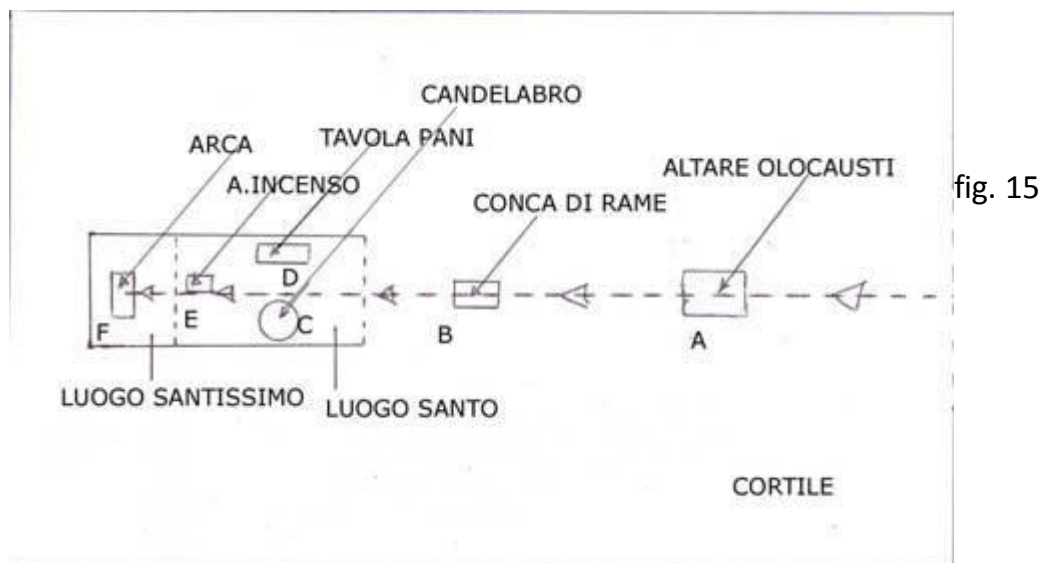 CANDELABRO
ARCA
TAVOLA PANI
A.INCENSO
ALTARE OLOCAUSTI
CONCA DI RAME
fig. 15
D
F
E
C
B
A
LUOGO SANTISSIMO
LUOGO SANTO
CORTILE